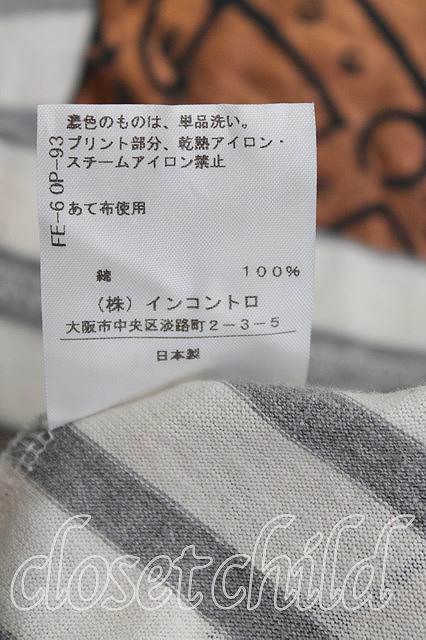 濃色のものは、単品洗い。
プリント部分、乾熱アイロン・
スチームアイロン禁止
あて布使用
FE-6 0P-93
綿 100%
(株)インコントロ
大阪市中央区淡路町2-3-5
日本製
closet child